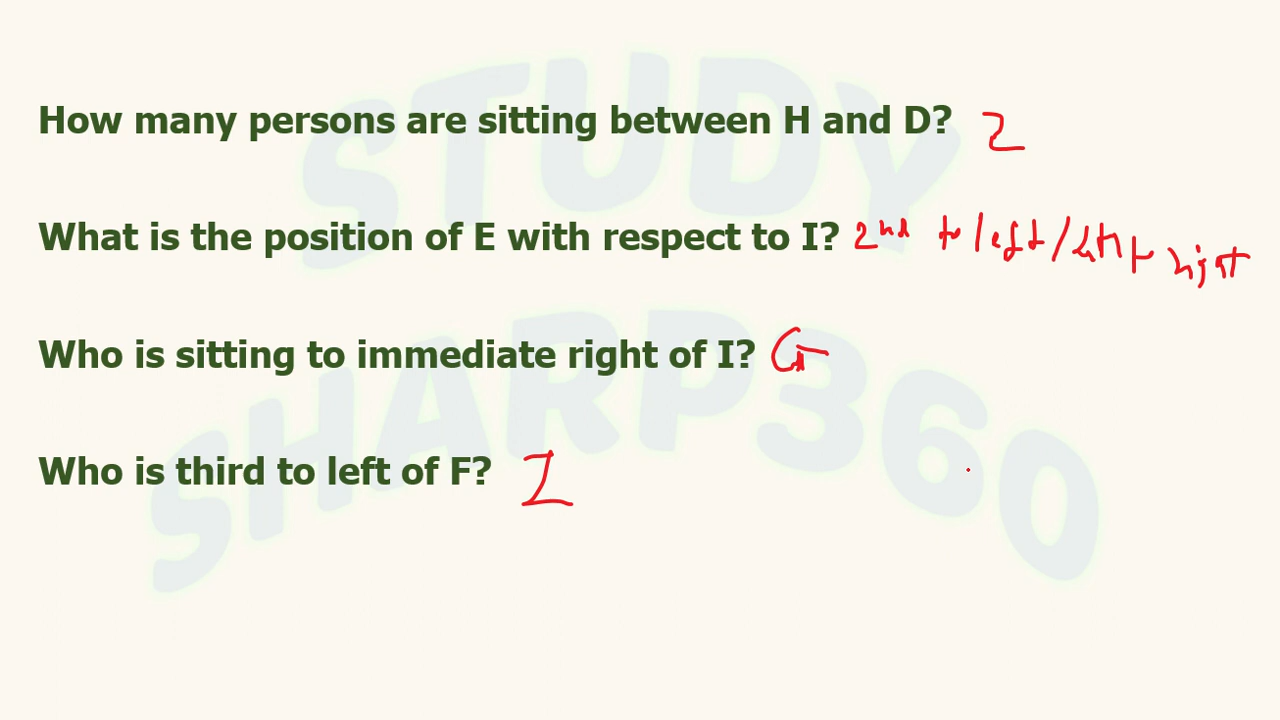 How many persons are sitting between H and D? 2
What is the position of E with respect to I? 2nd to left/ to right
Who is sitting to immediate right of I? G
Who is third to left of F? I
STUDY
SHARP360